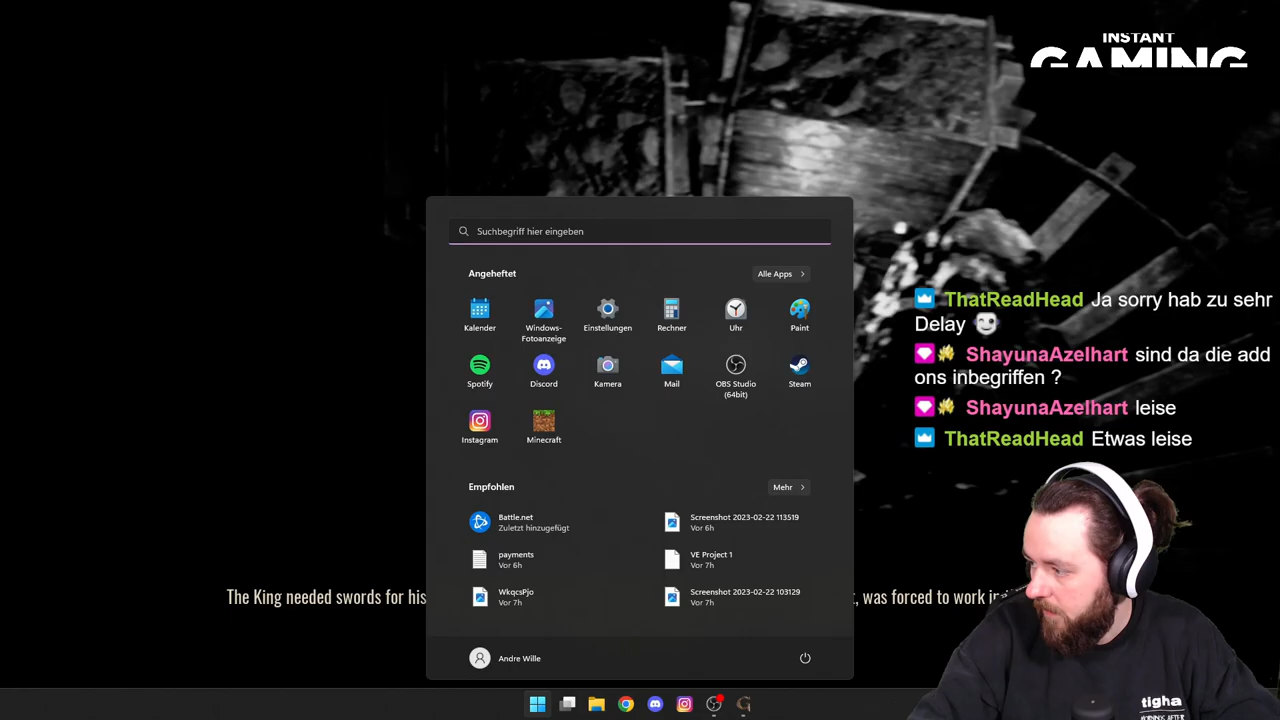 INSTANT
GAMING
Suchbegriff hier eingeben
Angeheftet
Alle Apps
Kalender
Windows-
Fotoanzeige
Einstellungen
Rechner
Uhr
Paint
Spotify
Discord
Kamera
Mail
OBS Studio
(64bit)
Steam
Instagram
Minecraft
Empfohlen
Mehr
Battle.net
Zuletzt hinzugefügt
Screenshot 2023-02-22 113519
Vor 6h
payments
Vor 6h
VE Project 1
Vor 7h
WkqcsPjo
Vor 7h
Screenshot 2023-02-22 103129
Vor 7h
Andre Wille
The King needed swords for his
, was forced to work in
ThatReadHead Ja sorry hab zu sehr
Delay
ShayunaAzelhart sind da die add
ons inbegriffen ?
ShayunaAzelhart leise
ThatReadHead Etwas leise
tigha